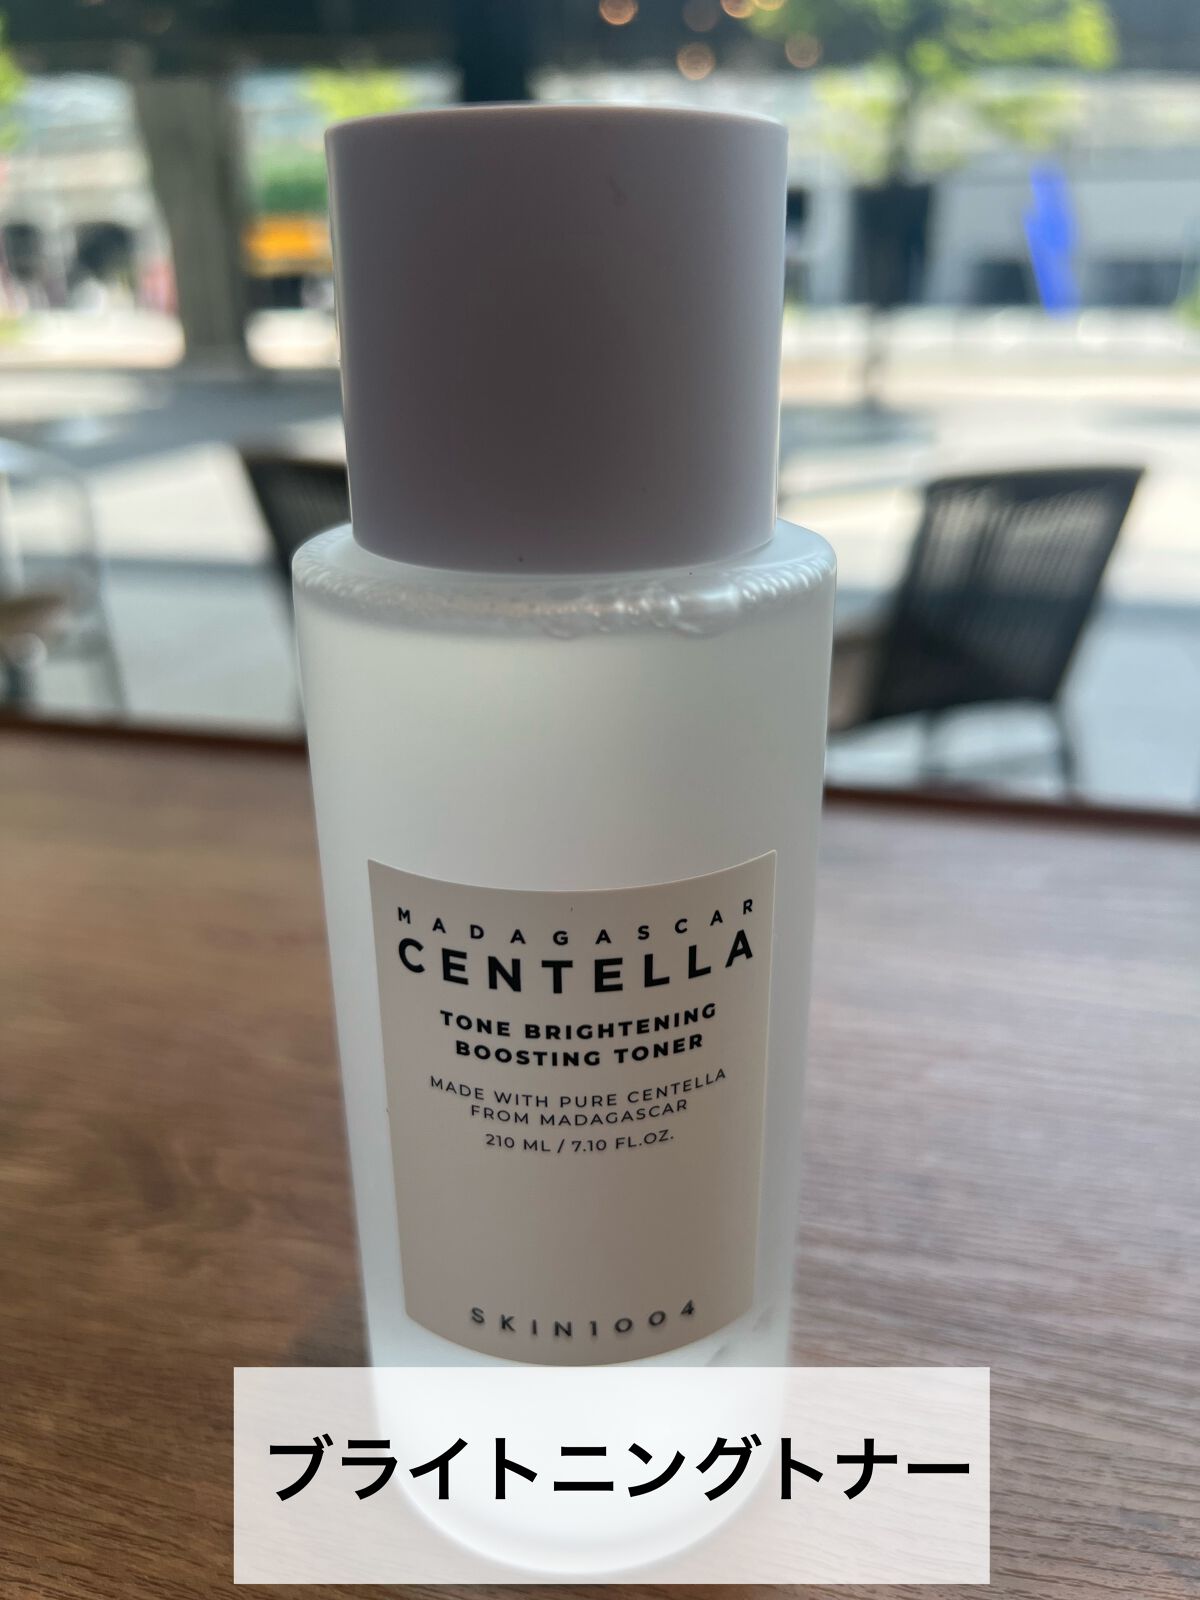 MADAGASCAR
CENTELLA
TONE BRIGHTENING
BOOSTING TONER
MADE WITH PURE CENTELLA
FROM MADAGASCAR
210 ML / 7.10 FL.OZ.
SKIN1004
ブライトニングトナー